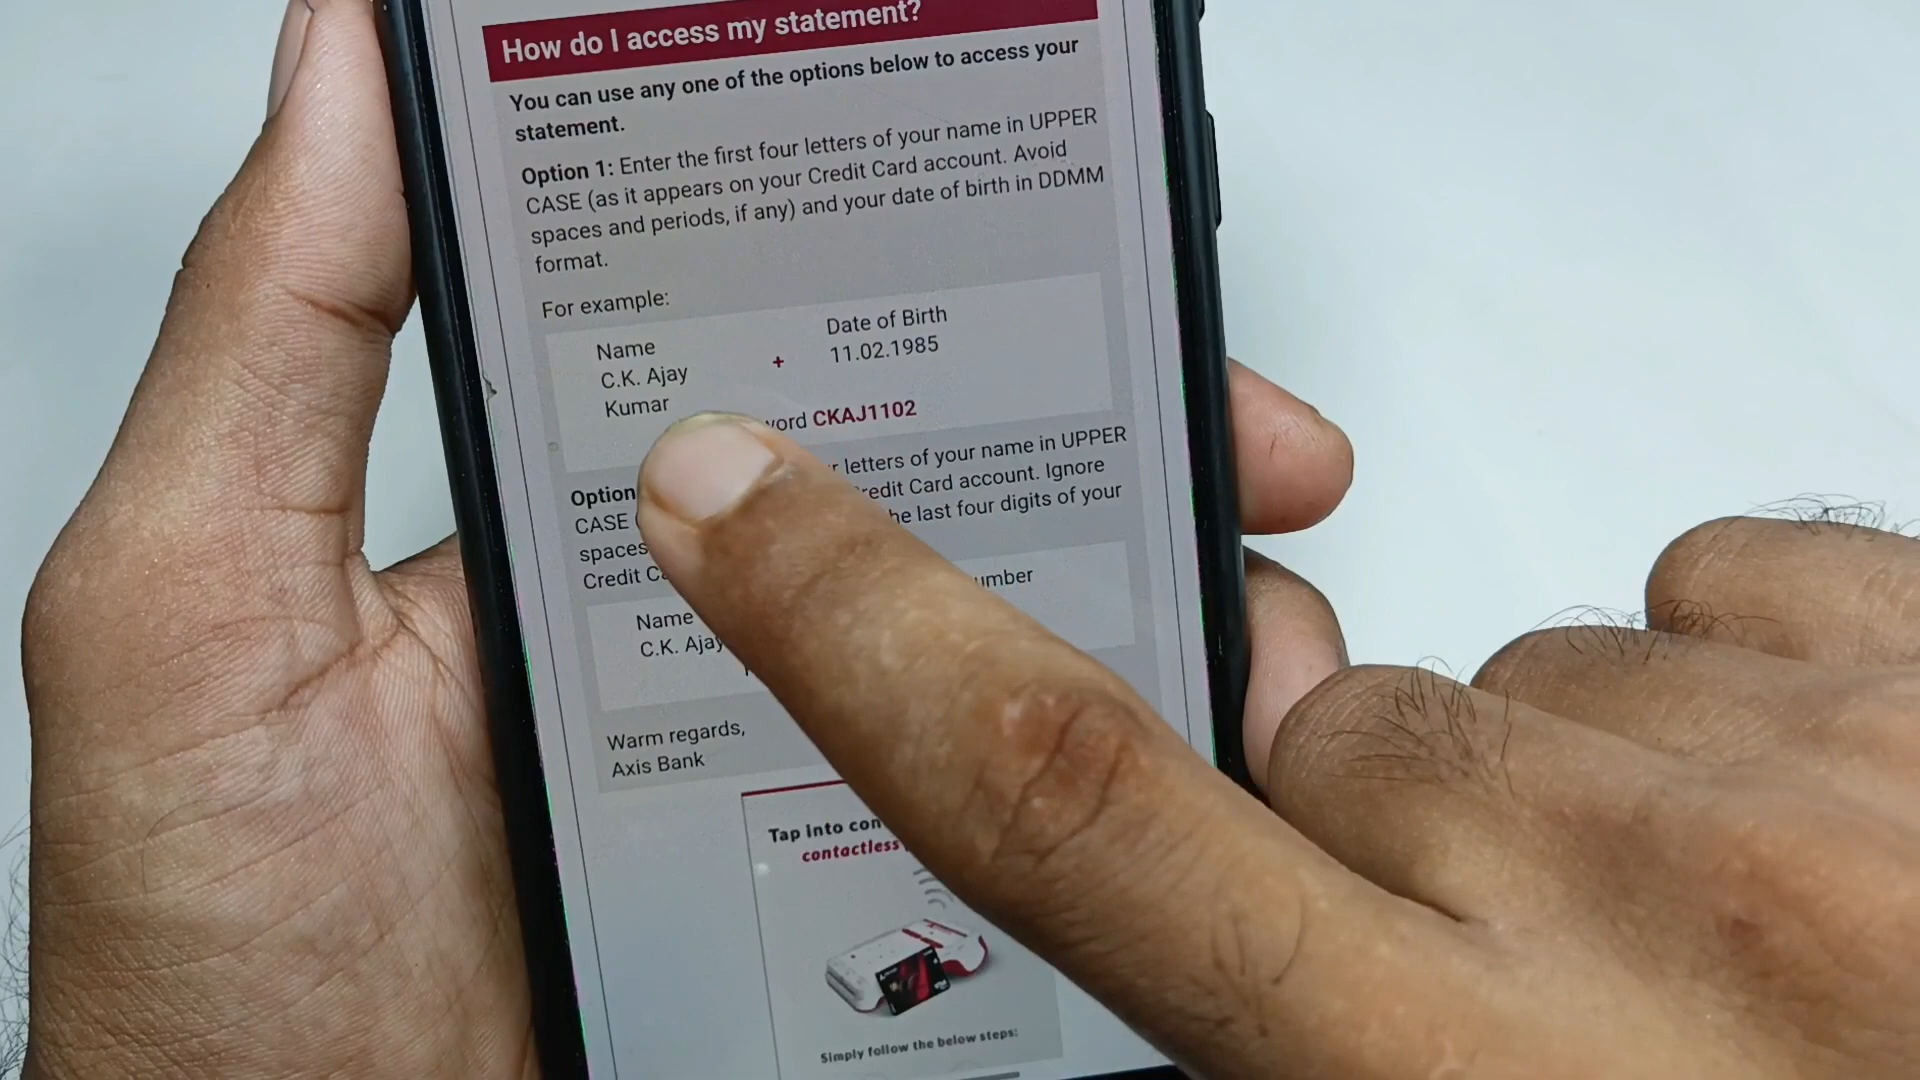 How do I access my statement?
You can use any one of the options below to access your
statement.
Option 1: Enter the first four letters of your name in UPPER
CASE (as it appears on your Credit Card account. Avoid
spaces and periods, if any) and your date of birth in DDMM
format.
For example:
Name
C.K. Ajay
Kumar
+
Date of Birth
11.02.1985
CKAJ1102
Option
letters of your name in UPPER
CASE
Card account. Ignore
spaces
last four digits of your
Credit
Name
C.K. Ajay
Warm regards,
Axis Bank
Tap into
contactless
Simply follow the below steps: